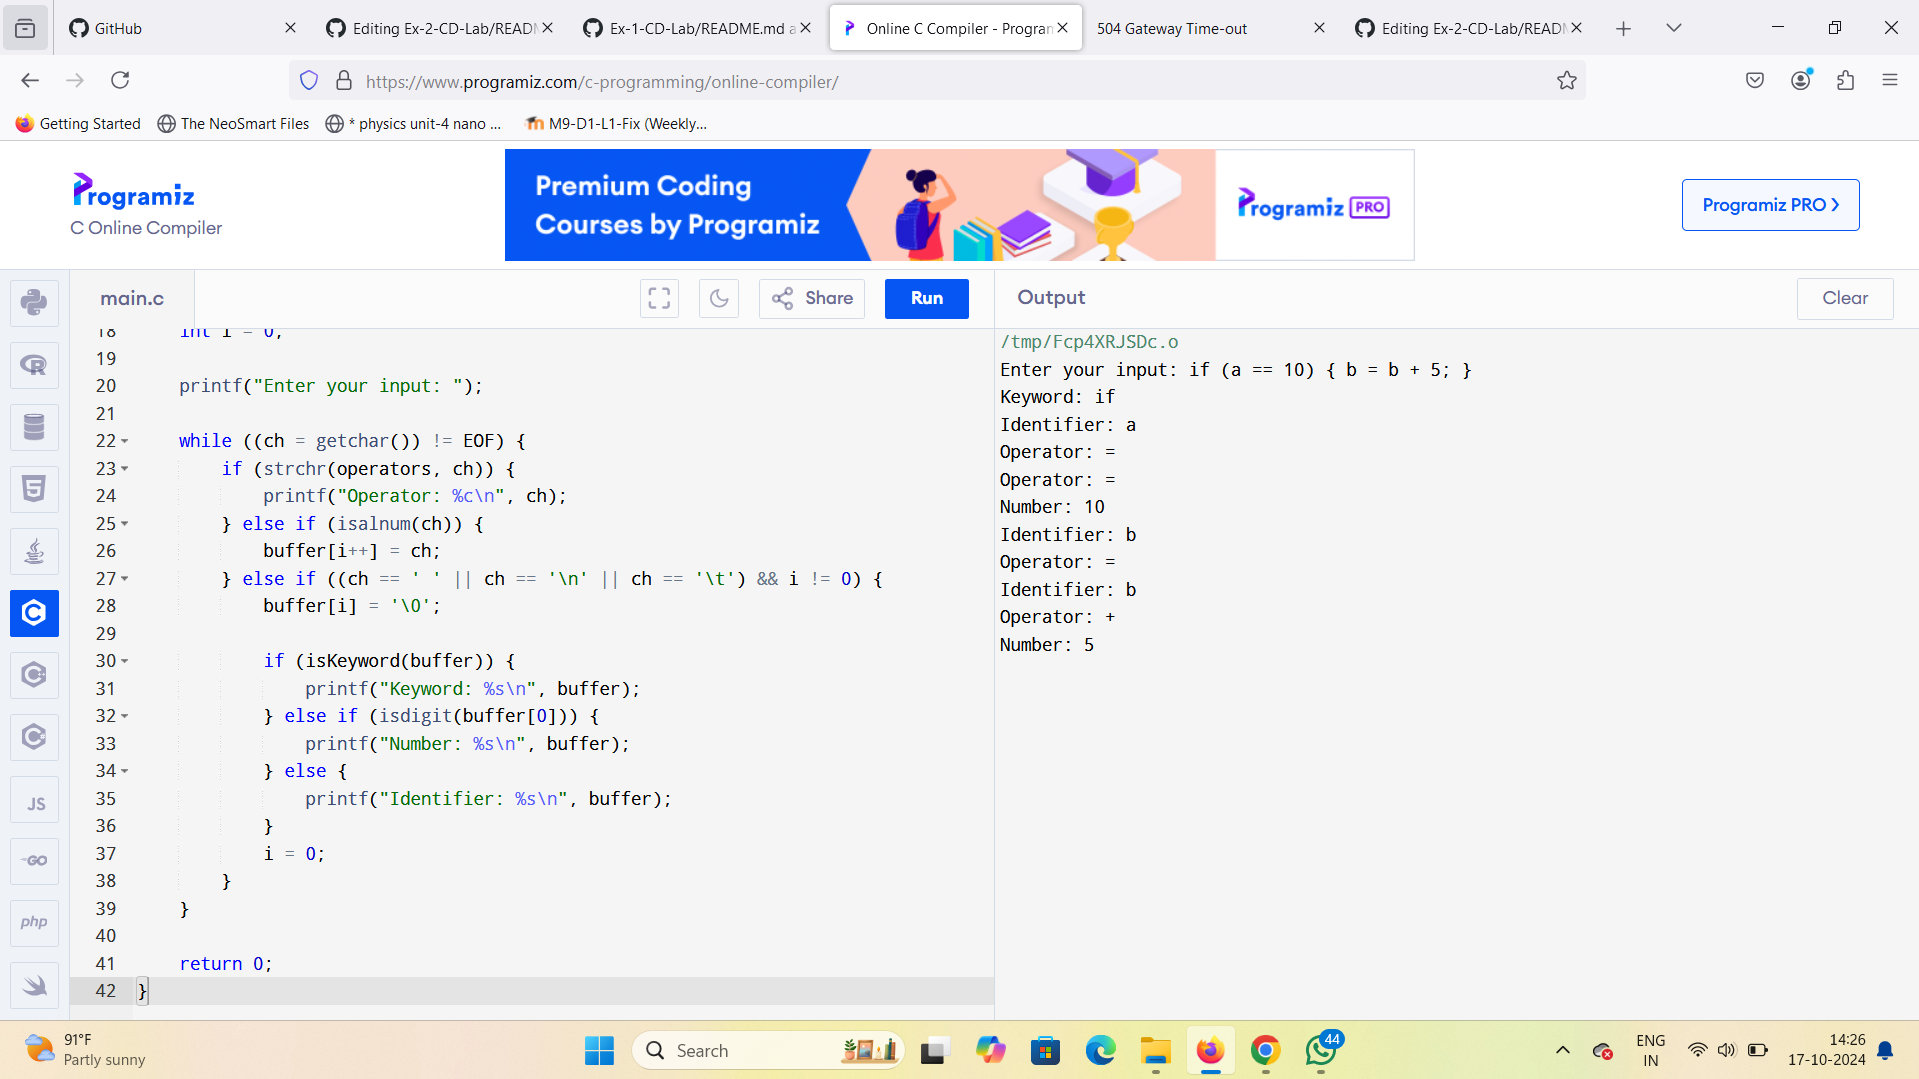 GitHub
Editing Ex-2-CD-Lab/READM
Ex-1-CD-Lab/README.md a
Online C Compiler - Program
504 Gateway Time-out
Editing Ex-2-CD-Lab/READM
https://www.programiz.com/c-programming/online-compiler/
Getting Started
The NeoSmart Files
* physics unit-4 nano ...
M9-D1-L1-Fix (Weekly...
Programiz
C Online Compiler
Premium Coding
Courses by Programiz
Programiz PRO
Programiz PRO >
main.c
Share
Run
Output
Clear
18 int i = 0;
19
20 printf("Enter your input: ");
21
22 while ((ch = getchar()) != EOF) {
23 if (strchr(operators, ch)) {
24 printf("Operator: %c\n", ch);
25 } else if (isalnum(ch)) {
26 buffer[i++] = ch;
27 } else if ((ch == ' ' || ch == '\n' || ch == '\t') && i != 0) {
28 buffer[i] = '\0';
29
30 if (isKeyword(buffer)) {
31 printf("Keyword: %s\n", buffer);
32 } else if (isdigit(buffer[0])) {
33 printf("Number: %s\n", buffer);
34 } else {
35 printf("Identifier: %s\n", buffer);
36 }
37 i = 0;
38 }
39 }
40
41 return 0;
42 }
/tmp/Fcp4XRJSDc.o
Enter your input: if (a == 10) { b = b + 5; }
Keyword: if
Identifier: a
Operator: =
Operator: =
Number: 10
Identifier: b
Operator: =
Identifier: b
Operator: +
Number: 5
JS
GO
php
91°F
Partly sunny
Search
44
ENG
IN
14:26
17-10-2024